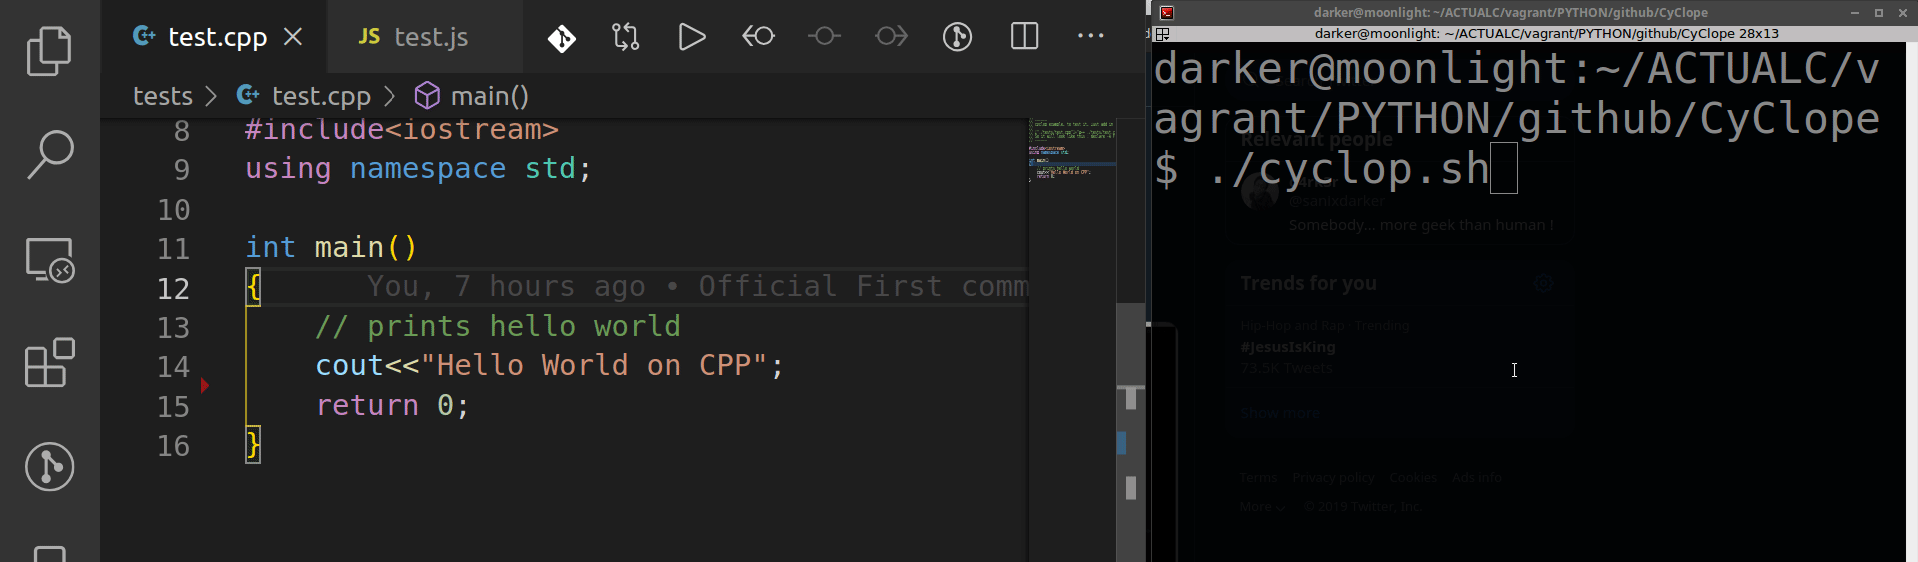 test.cpp
JS test.js
tests > test.cpp > main()
8 #include<iostream>
9 using namespace std;
10
11 int main()
12 { You, 7 hours ago • Official First comm
13 // prints hello world
14 cout<<"Hello World on CPP";
15 return 0;
16 }
darker@moonlight: ~/ACTUALC/vagrant/PYTHON/github/CyClope
darker@moonlight: ~/ACTUALC/vagrant/PYTHON/github/CyClope 28x13
darker@moonlight:~/ACTUALC/v
agrant/PYTHON/github/CyClope
$ ./cyclop.sh
Relevant people
@sanixdarker
Somebody... more geek than human !
Trends for you
Hip-Hop and Rap · Trending
#JesusIsKing
73.5K Tweets
Show more
Terms Privacy policy Cookies Ads info
More © 2019 Twitter, Inc.